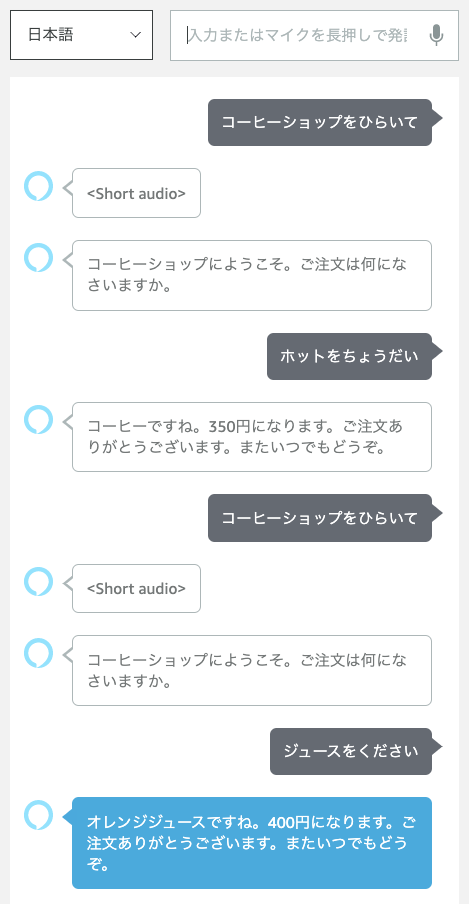 日本語
入力またはマイクを長押しで発話
コーヒーショップをひらいて
<Short audio>
コーヒーショップにようこそ。ご注文は何にな
さいますか。
ホットをちょうだい
コーヒーですね。350円になります。ご注文あ
りがとうございます。またいつでもどうぞ。
コーヒーショップをひらいて
<Short audio>
コーヒーショップにようこそ。ご注文は何にな
さいますか。
ジュースをください
オレンジジュースですね。400円になります。ご
注文ありがとうございます。またいつでもどう
ぞ。